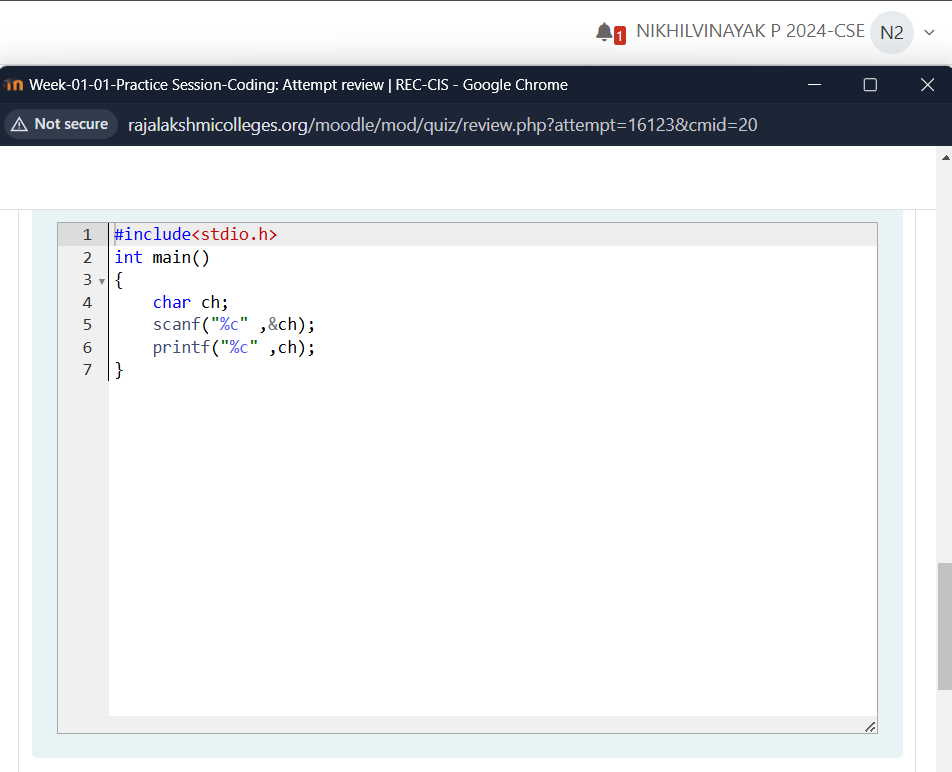 1 NIKHILVINAYAK P 2024-CSE N2
Week-01-01-Practice Session-Coding: Attempt review | REC-CIS - Google Chrome
Not secure rajalakshmicolleges.org/moodle/mod/quiz/review.php?attempt=16123&cmid=20
1 #include<stdio.h>
2 int main()
3 {
4     char ch;
5     scanf("%c" ,&ch);
6     printf("%c" ,ch);
7 }